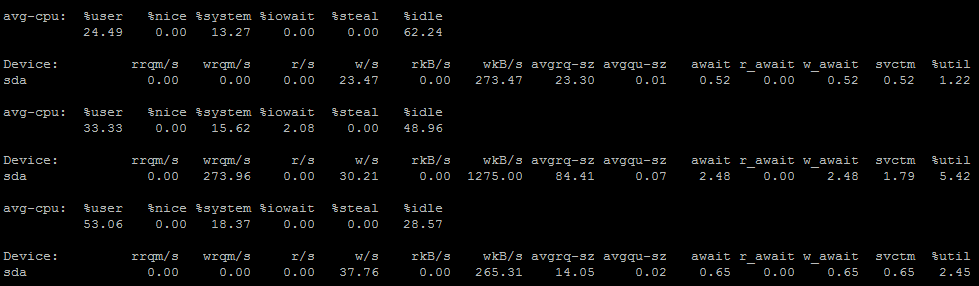 avg-cpu:  %user   %nice %system %iowait  %steal   %idle
          24.49    0.00   13.27    0.00    0.00   62.24
Device:         rrqm/s   wrqm/s     r/s     w/s    rkB/s    wkB/s avgrq-sz avgqu-sz   await r_await w_await  svctm  %util
sda               0.00     0.00    0.00   23.47     0.00   273.47    23.30     0.01    0.52    0.00    0.52   0.52   1.22
avg-cpu:  %user   %nice %system %iowait  %steal   %idle
          33.33    0.00   15.62    2.08    0.00   48.96
Device:         rrqm/s   wrqm/s     r/s     w/s    rkB/s    wkB/s avgrq-sz avgqu-sz   await r_await w_await  svctm  %util
sda               0.00   273.96    0.00   30.21     0.00  1275.00    84.41     0.07    2.48    0.00    2.48   1.79   5.42
avg-cpu:  %user   %nice %system %iowait  %steal   %idle
          53.06    0.00   18.37    0.00    0.00   28.57
Device:         rrqm/s   wrqm/s     r/s     w/s    rkB/s    wkB/s avgrq-sz avgqu-sz   await r_await w_await  svctm  %util
sda               0.00     0.00    0.00   37.76     0.00   265.31    14.05     0.02    0.65    0.00    0.65   0.65   2.45